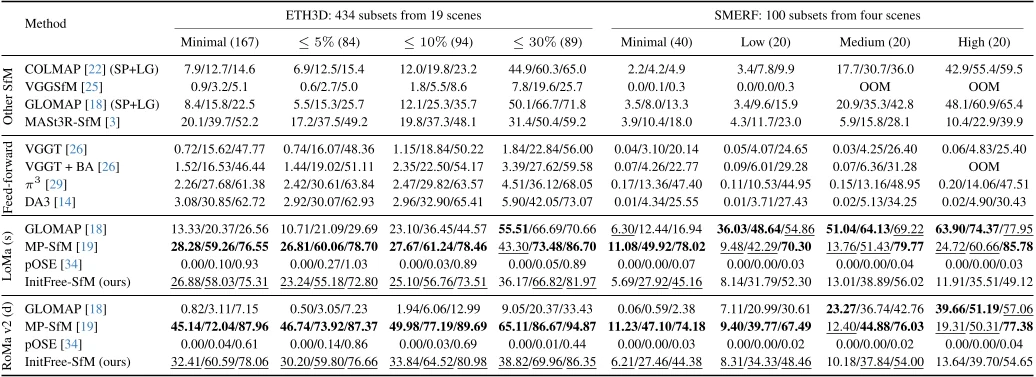 Method ETH3D: 434 subsets from 19 scenes SMERF: 100 subsets from four scenes
Minimal (167) ≤ 5% (84) ≤ 10% (94) ≤ 30% (89) Minimal (40) Low (20) Medium (20) High (20)
Other SfM
COLMAP [22] (SP+LG) 7.9/12.7/14.6 6.9/12.5/15.4 12.0/19.8/23.2 44.9/60.3/65.0 2.2/4.2/4.9 3.4/7.8/9.9 17.7/30.7/36.0 42.9/55.4/59.5
VGGSfM [25] 0.9/3.2/5.1 0.6/2.7/5.0 1.8/5.5/8.6 7.8/19.6/25.7 0.0/0.1/0.3 0.0/0.0/0.3 OOM OOM
GLOMAP [18] (SP+LG) 8.4/15.8/22.5 5.5/15.3/25.7 12.1/25.3/35.7 50.1/66.7/71.8 3.5/8.0/13.3 3.4/9.6/15.9 20.9/35.3/42.8 48.1/60.9/65.4
MASt3R-SfM [3] 20.1/39.7/52.2 17.2/37.5/49.2 19.8/37.3/48.1 31.4/50.4/59.2 3.9/10.4/18.0 4.3/11.7/23.0 5.9/15.8/28.1 10.4/22.9/39.9
Feed-forward
VGGT [26] 0.72/15.62/47.77 0.74/16.07/48.36 1.15/18.84/50.22 1.84/22.84/56.00 0.04/3.10/20.14 0.05/4.07/24.65 0.03/4.25/26.40 0.06/4.83/25.40
VGGT + BA [26] 1.52/16.53/46.44 1.44/19.02/51.11 2.35/22.50/54.17 3.39/27.62/59.58 0.07/4.26/22.77 0.09/6.01/29.28 0.07/6.36/31.28 OOM
π³ [29] 2.26/27.68/61.38 2.42/30.61/63.84 2.47/29.82/63.57 4.51/36.12/68.05 0.17/13.36/47.40 0.11/10.53/44.95 0.15/13.16/48.95 0.20/14.06/47.51
DA3 [14] 3.08/30.85/62.72 2.92/30.07/62.93 2.96/32.90/65.41 5.90/42.05/73.07 0.01/4.34/25.55 0.01/3.71/27.43 0.02/5.13/34.25 0.02/4.90/30.43
LoMa (s)
GLOMAP [18] 13.33/20.37/26.56 10.71/21.09/29.69 23.10/36.45/44.57 55.51/66.69/70.66 6.30/12.44/16.94 36.03/48.64/54.86 51.04/64.13/69.22 63.90/74.37/77.95
MP-SfM [19] 28.28/59.26/76.55 26.81/60.06/78.70 27.67/61.24/78.46 43.30/73.48/86.70 11.08/49.92/78.02 9.48/42.29/70.30 13.76/51.43/79.77 24.72/60.66/85.78
pOSE [34] 0.00/0.10/0.93 0.00/0.27/1.03 0.00/0.03/0.89 0.00/0.05/0.89 0.00/0.00/0.07 0.00/0.00/0.03 0.00/0.00/0.04 0.00/0.00/0.03
InitFree-SfM (ours) 26.88/58.03/75.31 23.24/55.18/72.80 25.10/56.76/73.51 36.17/66.82/81.97 5.69/27.92/45.16 8.14/31.79/52.30 13.01/38.89/56.02 11.91/35.51/49.12
RoMa v2 (d)
GLOMAP [18] 0.82/3.11/7.15 0.50/3.05/7.23 1.94/6.06/12.99 9.05/20.37/33.43 0.06/0.59/2.38 7.11/20.99/30.61 23.27/36.74/42.76 39.66/51.19/57.06
MP-SfM [19] 45.14/72.04/87.96 46.74/73.92/87.37 49.98/77.19/89.69 65.11/86.67/94.87 11.23/47.10/74.18 9.40/39.77/67.49 12.40/44.88/76.03 19.31/50.31/77.38
pOSE [34] 0.00/0.04/0.61 0.00/0.14/0.86 0.00/0.03/0.69 0.00/0.01/0.44 0.00/0.00/0.03 0.00/0.00/0.02 0.00/0.00/0.02 0.00/0.00/0.04
InitFree-SfM (ours) 32.41/60.59/78.06 30.20/59.80/76.66 33.84/64.52/80.98 38.82/69.96/86.35 6.21/27.46/44.38 8.31/34.33/48.46 10.18/37.84/54.00 13.64/39.70/54.65